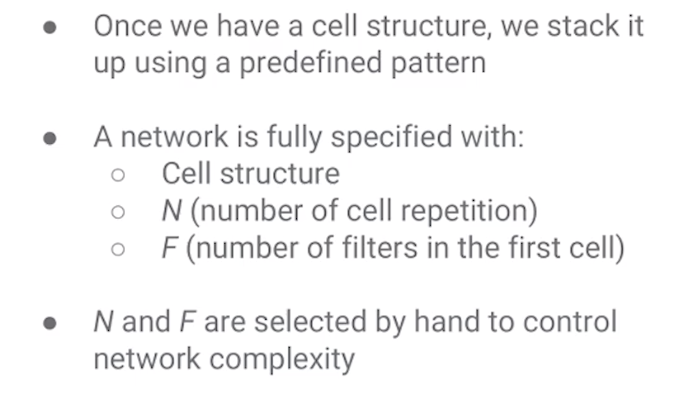 ● Once we have a cell structure, we stack it
up using a predefined pattern
● A network is fully specified with:
○ Cell structure
○ N (number of cell repetition)
○ F (number of filters in the first cell)
● N and F are selected by hand to control
network complexity